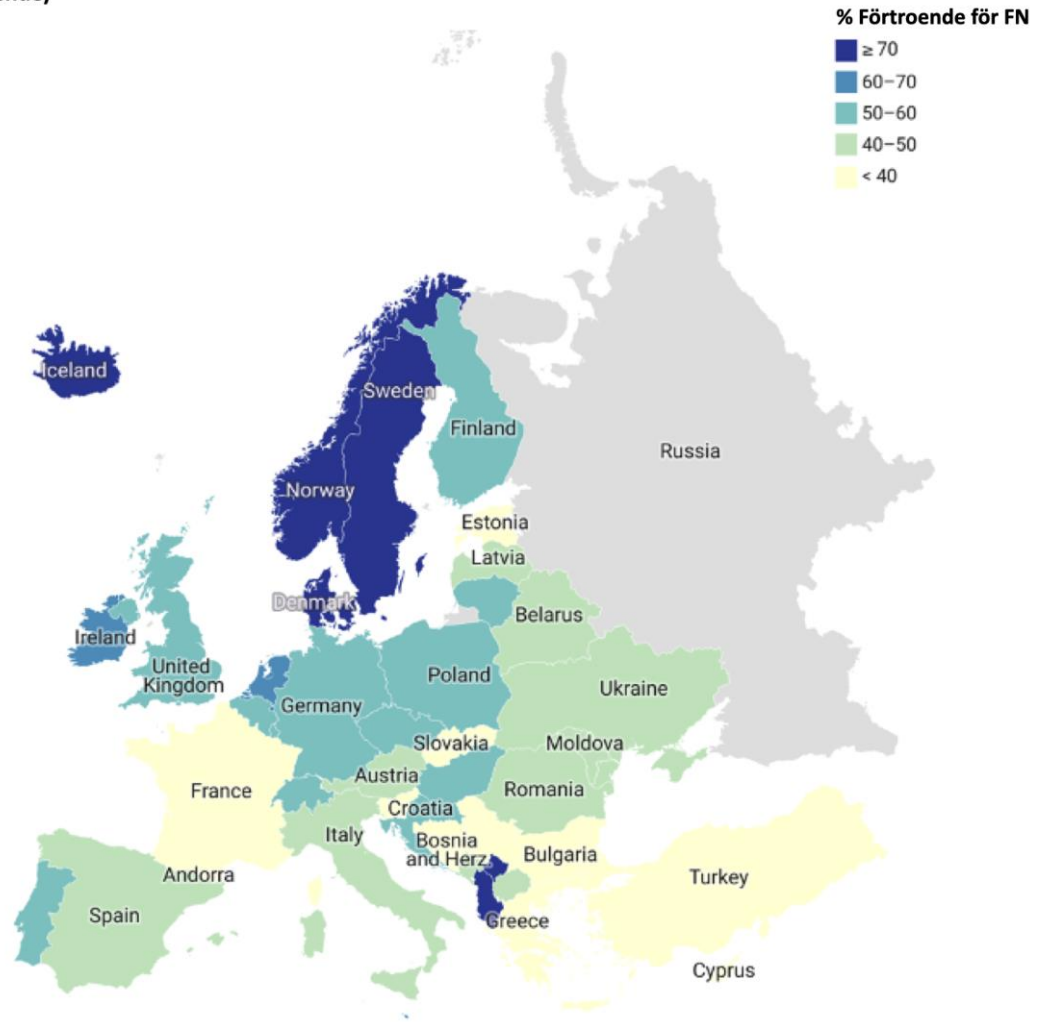 % Förtroende för FN
≥ 70
60–70
50–60
40–50
< 40
Iceland
Sweden
Finland
Russia
Norway
Estonia
Latvia
Denmark
Belarus
Ireland
United
Kingdom
Poland
Ukraine
Germany
Slovakia
Moldova
Austria
France
Romania
Croatia
Italy
Bosnia
and Herz.
Bulgaria
Andorra
Turkey
Spain
Greece
Cyprus